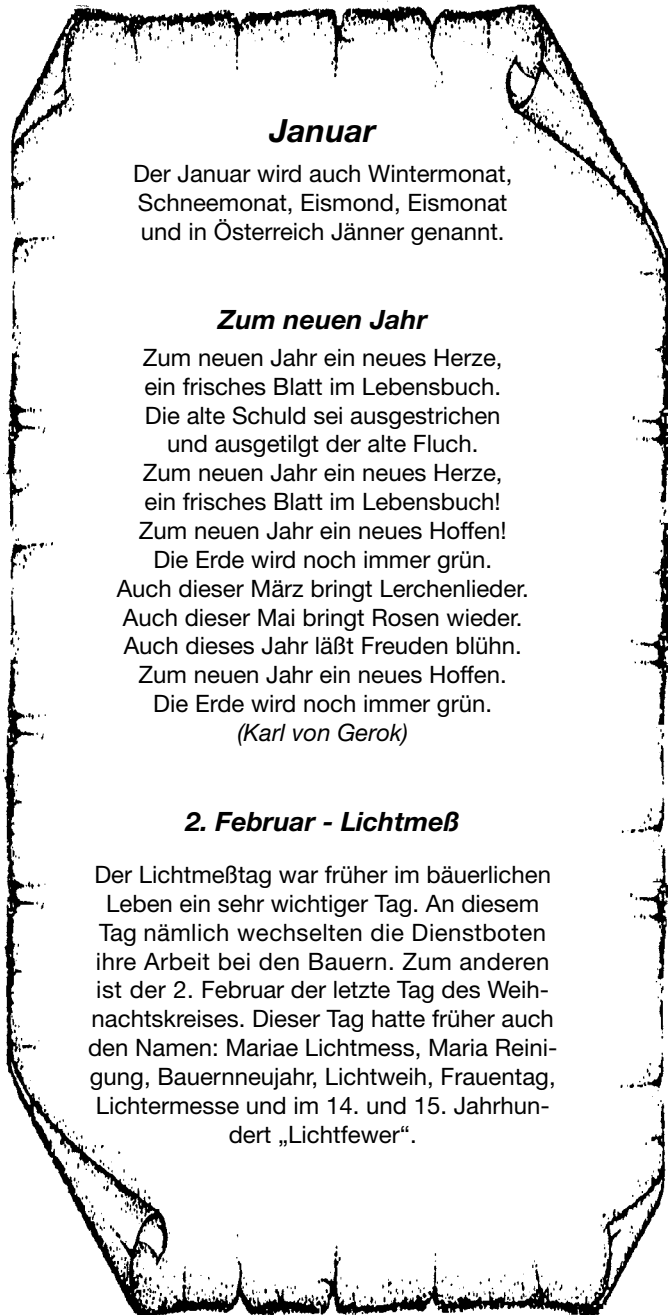 Januar
Der Januar wird auch Wintermonat,
Schneemonat, Eismond, Eismonat
und in Österreich Jänner genannt.
Zum neuen Jahr
Zum neuen Jahr ein neues Herze,
ein frisches Blatt im Lebensbuch.
Die alte Schuld sei ausgestrichen
und ausgetilgt der alte Fluch.
Zum neuen Jahr ein neues Herze,
ein frisches Blatt im Lebensbuch!
Zum neuen Jahr ein neues Hoffen!
Die Erde wird noch immer grün.
Auch dieser März bringt Lerchenlieder.
Auch dieser Mai bringt Rosen wieder.
Auch dieses Jahr läßt Freuden blühn.
Zum neuen Jahr ein neues Hoffen.
Die Erde wird noch immer grün.
(Karl von Gerok)
2. Februar - Lichtmeß
Der Lichtmeßtag war früher im bäuerlichen
Leben ein sehr wichtiger Tag. An diesem
Tag nämlich wechselten die Dienstboten
ihre Arbeit bei den Bauern. Zum anderen
ist der 2. Februar der letzte Tag des Weih-
nachtskreises. Dieser Tag hatte früher auch
den Namen: Mariae Lichtmess, Maria Reini-
gung, Bauernneujahr, Lichtweih, Frauentag,
Lichtermesse und im 14. und 15. Jahrhun-
dert „Lichtfewer“.